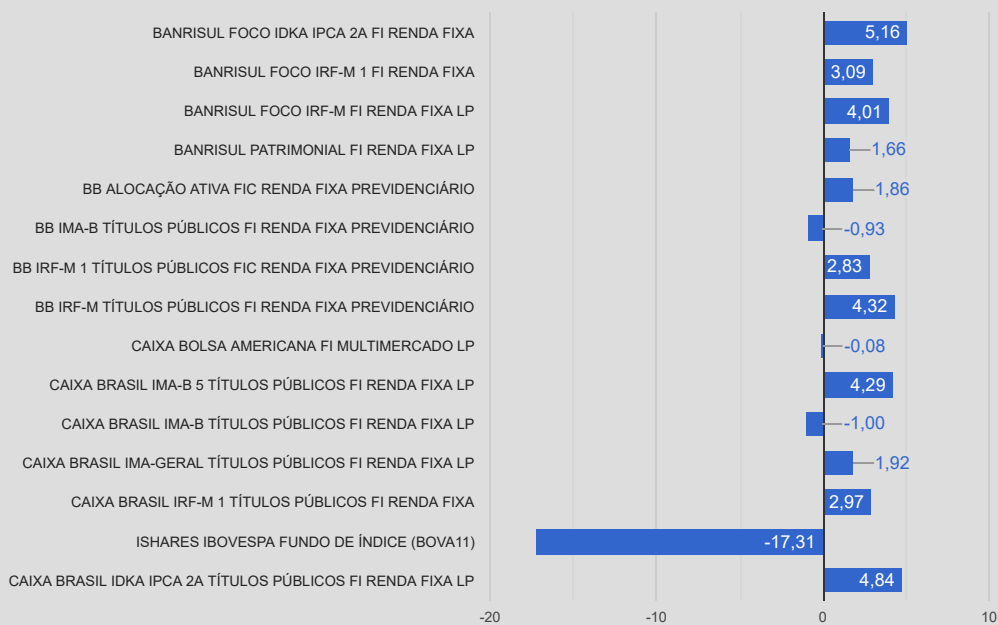 BANRISUL FOCO IDKA IPCA 2A FI RENDA FIXA 5,16
BANRISUL FOCO IRF-M 1 FI RENDA FIXA 3,09
BANRISUL FOCO IRF-M FI RENDA FIXA LP 4,01
BANRISUL PATRIMONIAL FI RENDA FIXA LP 1,66
BB ALOCAÇÃO ATIVA FIC RENDA FIXA PREVIDENCIÁRIO 1,86
BB IMA-B TÍTULOS PÚBLICOS FI RENDA FIXA PREVIDENCIÁRIO -0,93
BB IRF-M 1 TÍTULOS PÚBLICOS FIC RENDA FIXA PREVIDENCIÁRIO 2,83
BB IRF-M TÍTULOS PÚBLICOS FI RENDA FIXA PREVIDENCIÁRIO 4,32
CAIXA BOLSA AMERICANA FI MULTIMERCADO LP -0,08
CAIXA BRASIL IMA-B 5 TÍTULOS PÚBLICOS FI RENDA FIXA LP 4,29
CAIXA BRASIL IMA-B TÍTULOS PÚBLICOS FI RENDA FIXA LP -1,00
CAIXA BRASIL IMA-GERAL TÍTULOS PÚBLICOS FI RENDA FIXA LP 1,92
CAIXA BRASIL IRF-M 1 TÍTULOS PÚBLICOS FI RENDA FIXA 2,97
ISHARES IBOVESPA FUNDO DE ÍNDICE (BOVA11) -17,31
CAIXA BRASIL IDKA IPCA 2A TÍTULOS PÚBLICOS FI RENDA FIXA LP 4,84
-20 -10 0 10